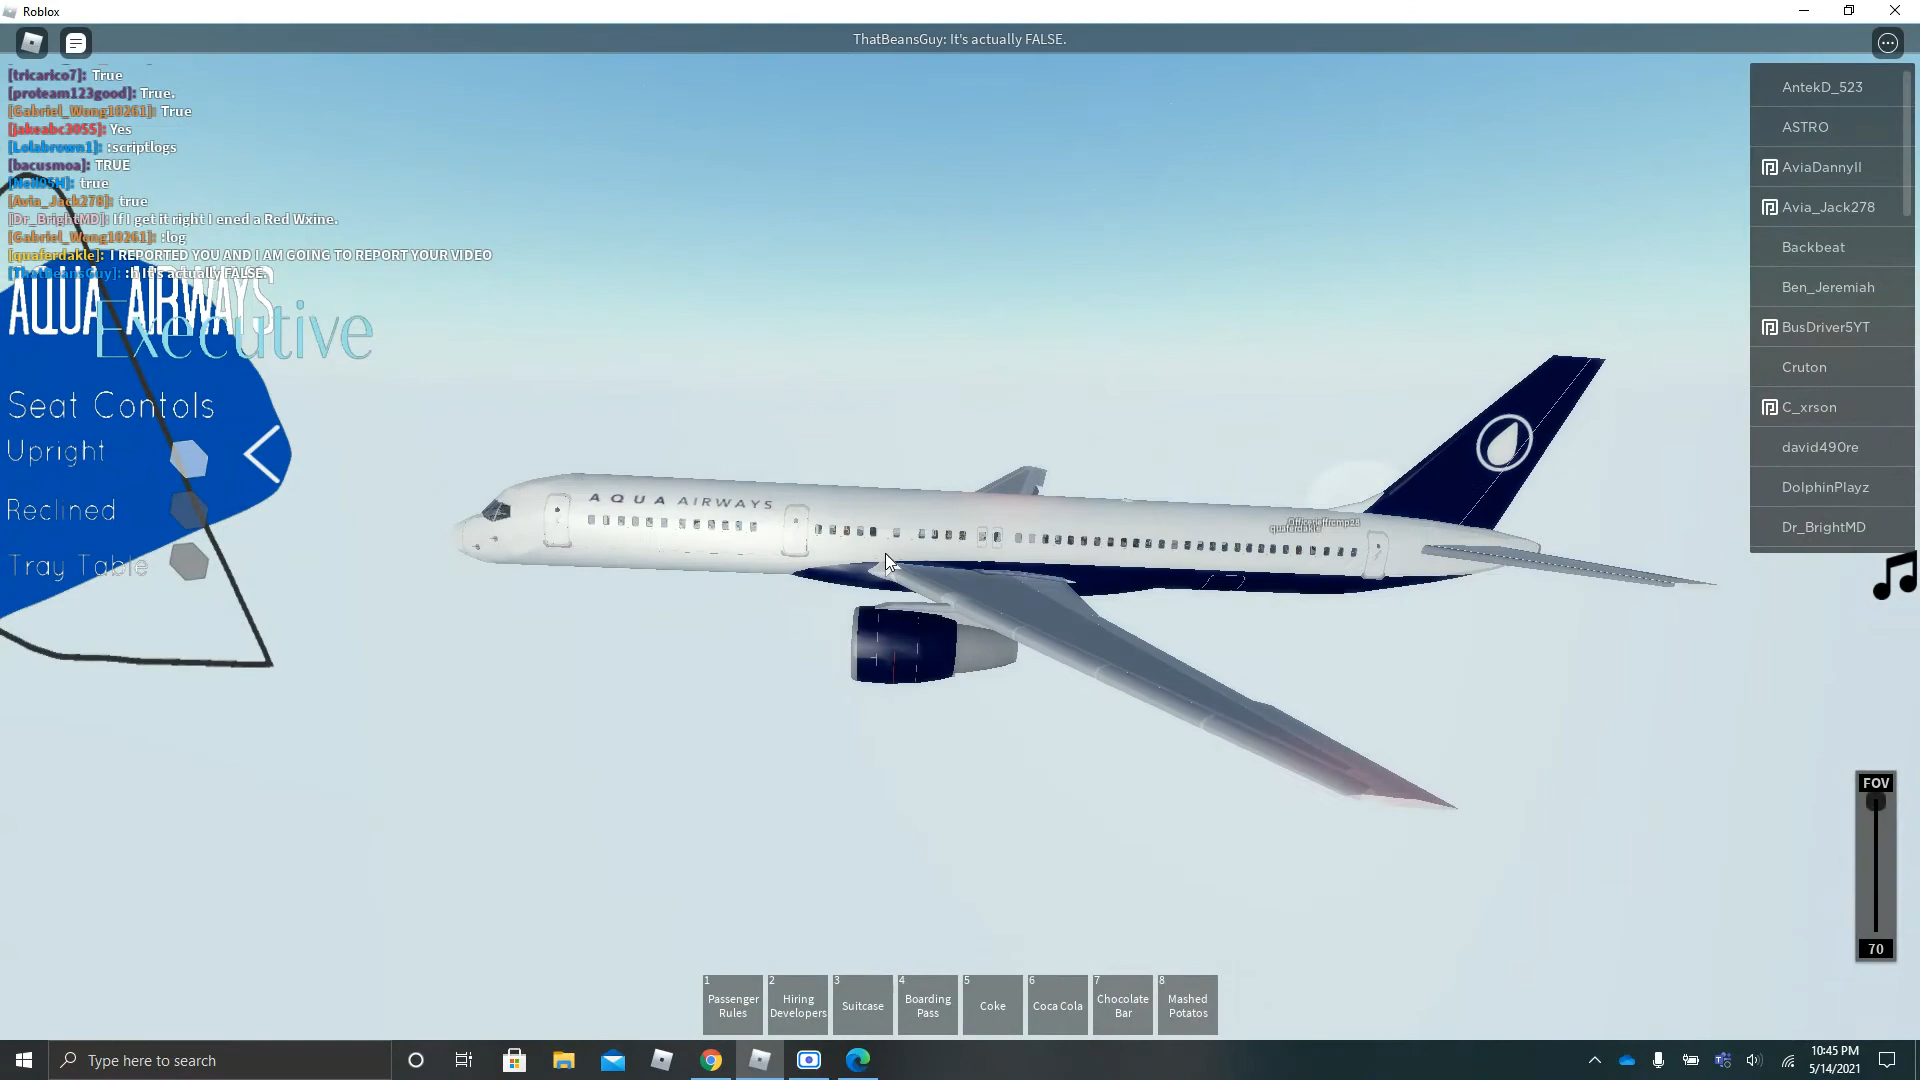 Roblox
ThatBeansGuy: It's actually FALSE.
[tricarico7]: True
[proteam123good]: True.
[Gabriel_Wong10261]: True
[jakeabc3055]: Yes
[Lolabrown1]: :scriptlogs
[bacusmoa]: TRUE
[Neil05H]: true
[Avia_Jack278]: true
[Dr_BrightMD]: If I get it right I ened a Red Wxine.
[Gabriel_Wong10261]: :log
[quaferdakle]: I REPORTED YOU AND I AM GOING TO REPORT YOUR VIDEO
[ThatBeansGuy]: :h It's actually FALSE.
AQUA AIRWAYS
Executive
Seat Contols
Upright
Reclined
Tray Table
AQUA AIRWAYS
quaferdakle
AntekD_523
ASTRO
AviaDannyII
Avia_Jack278
Backbeat
Ben_Jeremiah
BusDriver5YT
Cruton
C_xrson
david490re
DolphinPlayz
Dr_BrightMD
FOV
70
1 Passenger Rules
2 Hiring Developers
3 Suitcase
4 Boarding Pass
5 Coke
6 Coca Cola
7 Chocolate Bar
8 Mashed Potatos
Type here to search
10:45 PM
5/14/2021